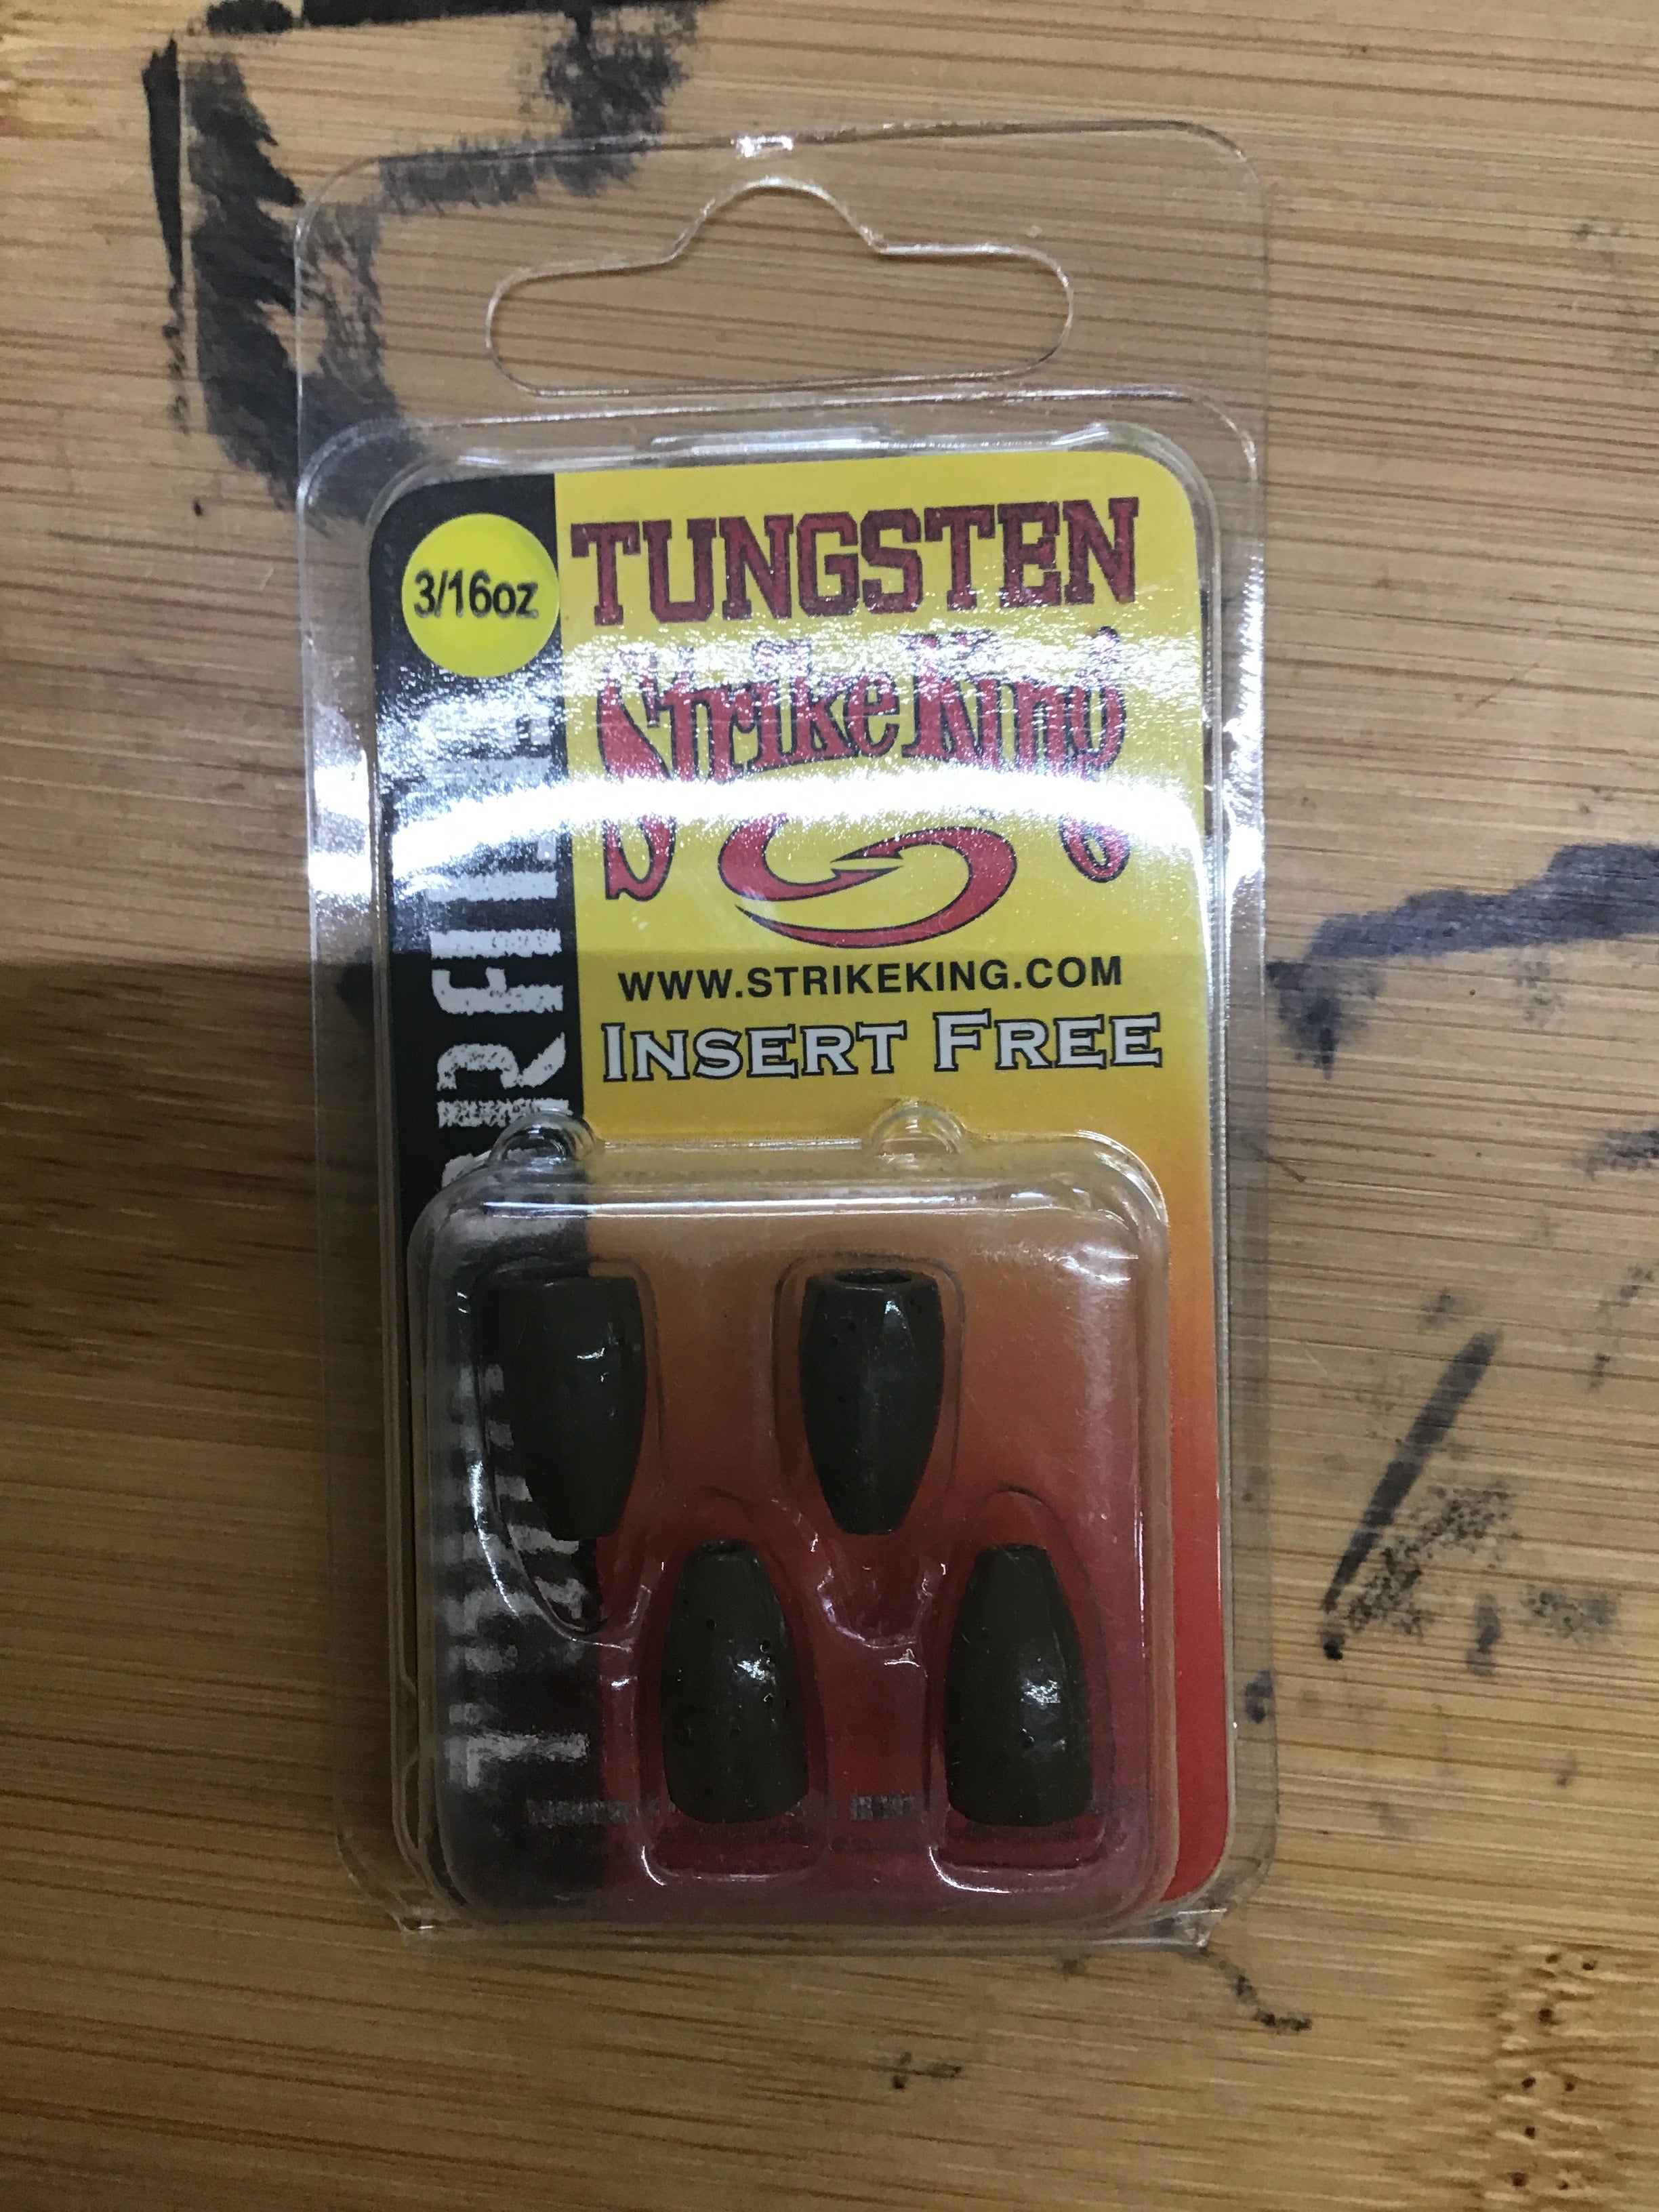 3/16oz
TUNGSTEN
Strike King
WWW.STRIKEKING.COM
INSERT FREE